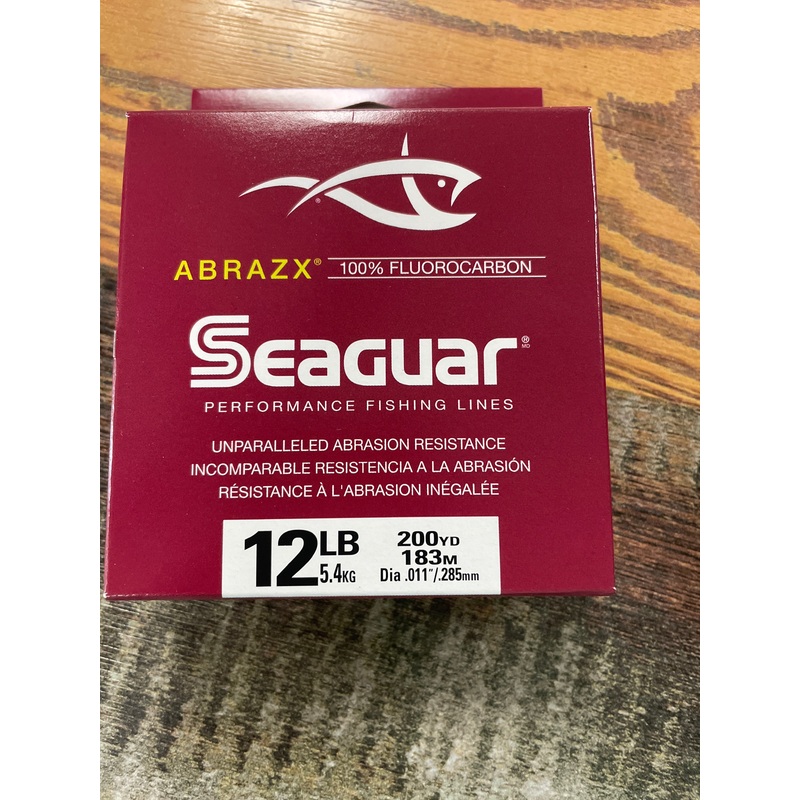 ABRAZX® 100% FLUOROCARBON
SEAGUAR® MD
PERFORMANCE FISHING LINES
UNPARALLELED ABRASION RESISTANCE
INCOMPARABLE RESISTENCIA A LA ABRASIÓN
RÉSISTANCE À L'ABRASION INÉGALÉE
12LB 200YD
5.4KG 183M
Dia .011"/.285mm